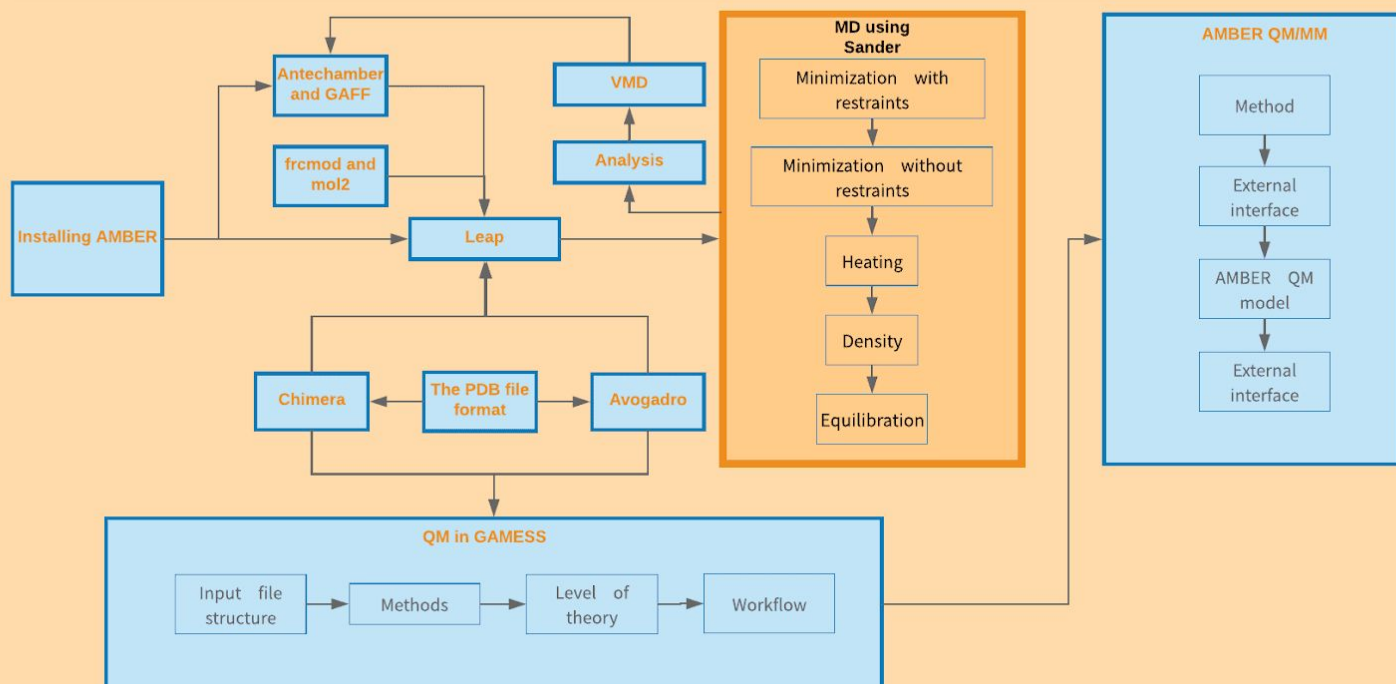 MD using
Sander
AMBER QM/MM
Antechamber
and GAFF
VMD
Minimization with
restraints
Method
frcmod and
mol2
Analysis
Minimization without
restraints
External
interface
Installing AMBER
Leap
Heating
AMBER QM
model
Density
Chimera
The PDB file
format
Avogadro
External
interface
Equilibration
QM in GAMESS
Input file
structure
Methods
Level of
theory
Workflow